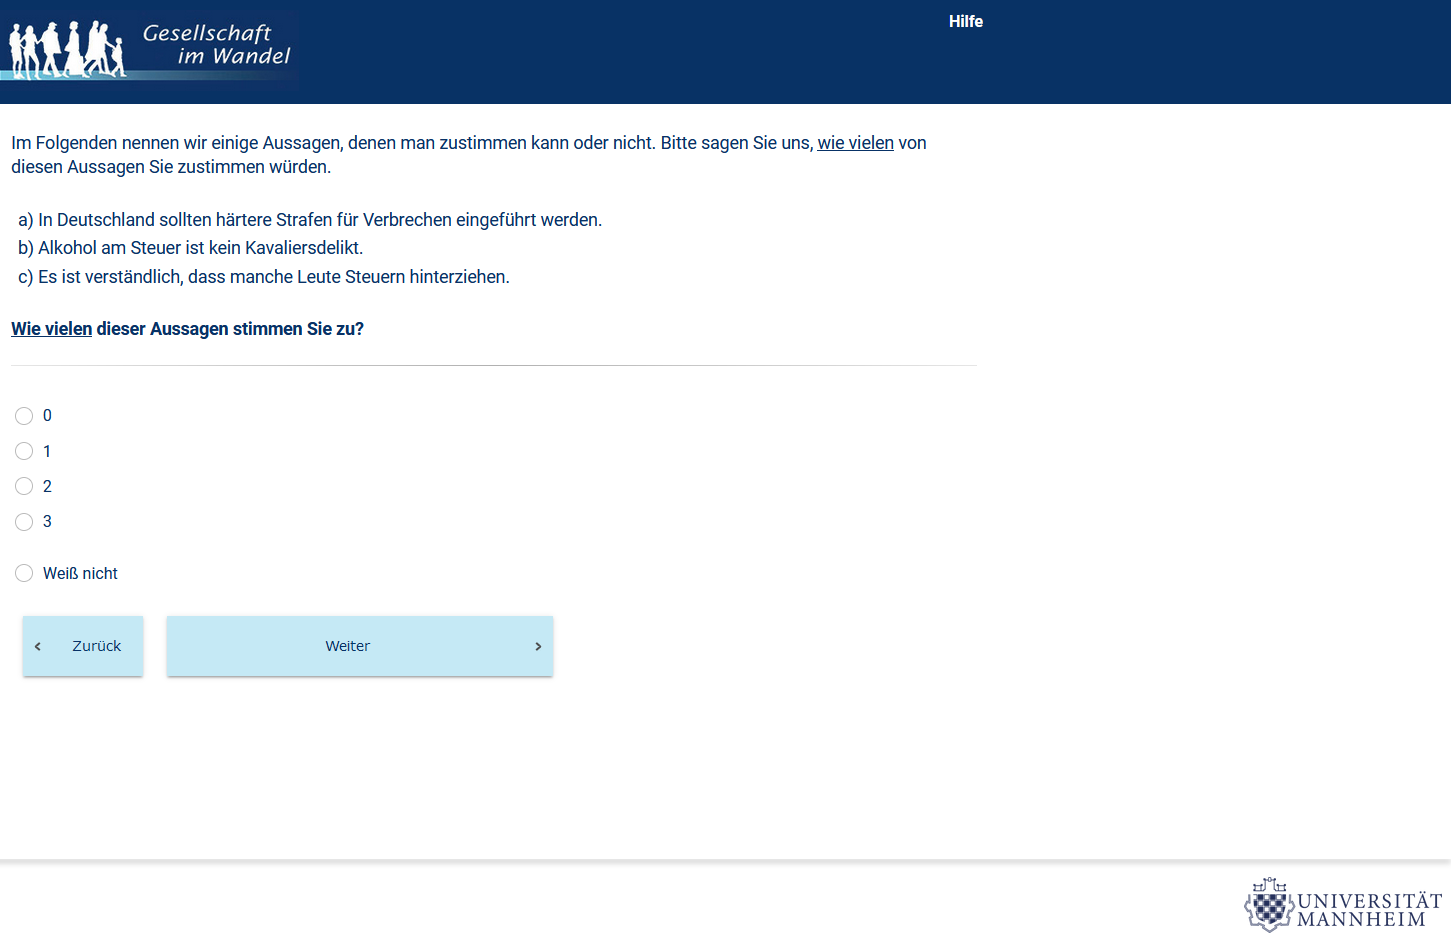 Gesellschaft
im Wandel
Hilfe
Im Folgenden nennen wir einige Aussagen, denen man zustimmen kann oder nicht. Bitte sagen Sie uns, wie vielen von
diesen Aussagen Sie zustimmen würden.
a) In Deutschland sollten härtere Strafen für Verbrechen eingeführt werden.
b) Alkohol am Steuer ist kein Kavaliersdelikt.
c) Es ist verständlich, dass manche Leute Steuern hinterziehen.
Wie vielen dieser Aussagen stimmen Sie zu?
0
1
2
3
Weiß nicht
‹ Zurück
Weiter ›
UNIVERSITÄT
MANNHEIM